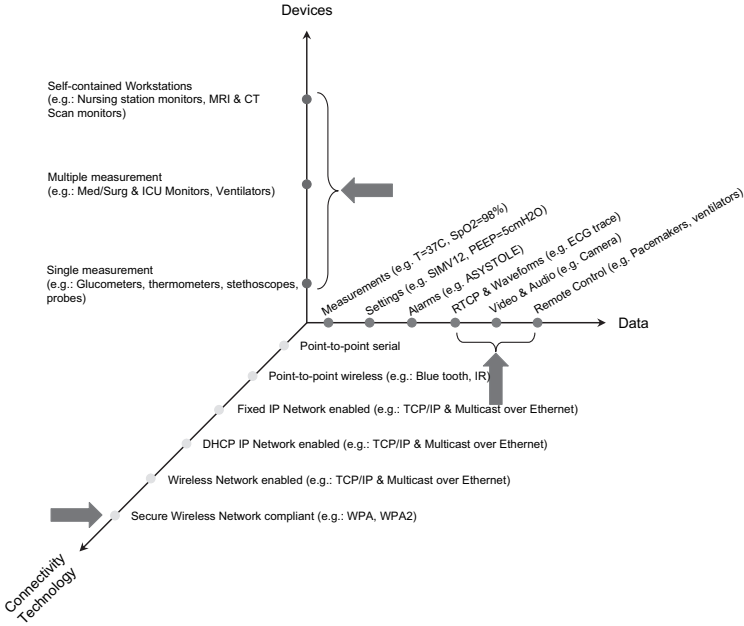 Devices
Self-contained Workstations
(e.g.: Nursing station monitors, MRI & CT
Scan monitors)
Multiple measurement
(e.g.: Med/Surg & ICU Monitors, Ventilators)
Single measurement
(e.g.: Glucometers, thermometers, stethoscopes,
probes)
Measurements (e.g. T=37C, SpO2=98%)
Settings (e.g. SIMV12, PEEP=5cmH2O)
Alarms (e.g. ASYSTOLE)
RTCP & Waveforms (e.g. ECG trace)
Video & Audio (e.g. Camera)
Remote Control (e.g. Pacemakers, ventilators)
Data
Point-to-point serial
Point-to-point wireless (e.g.: Blue tooth, IR)
Fixed IP Network enabled (e.g.: TCP/IP & Multicast over Ethernet)
DHCP IP Network enabled (e.g.: TCP/IP & Multicast over Ethernet)
Wireless Network enabled (e.g.: TCP/IP & Multicast over Ethernet)
Secure Wireless Network compliant (e.g.: WPA, WPA2)
Connectivity
Technology